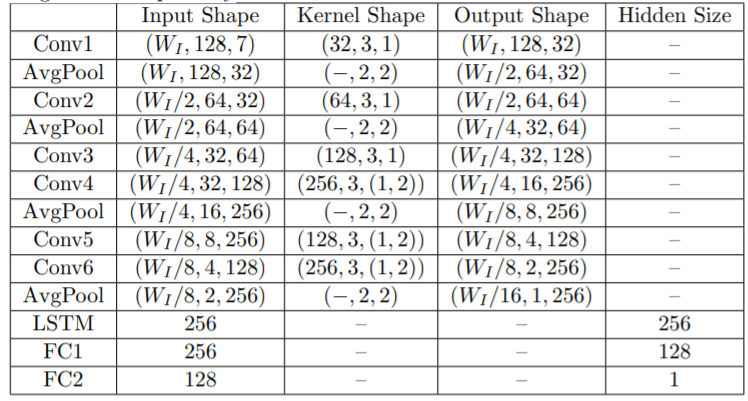 Input Shape Kernel Shape Output Shape Hidden Size
Conv1 (W_I, 128, 7) (32, 3, 1) (W_I, 128, 32) –
AvgPool (W_I, 128, 32) (−, 2, 2) (W_I/2, 64, 32) –
Conv2 (W_I/2, 64, 32) (64, 3, 1) (W_I/2, 64, 64) –
AvgPool (W_I/2, 64, 64) (−, 2, 2) (W_I/4, 32, 64) –
Conv3 (W_I/4, 32, 64) (128, 3, 1) (W_I/4, 32, 128) –
Conv4 (W_I/4, 32, 128) (256, 3, (1, 2)) (W_I/4, 16, 256) –
AvgPool (W_I/4, 16, 256) (−, 2, 2) (W_I/8, 8, 256) –
Conv5 (W_I/8, 8, 256) (128, 3, (1, 2)) (W_I/8, 4, 128) –
Conv6 (W_I/8, 4, 128) (256, 3, (1, 2)) (W_I/8, 2, 256) –
AvgPool (W_I/8, 2, 256) (−, 2, 2) (W_I/16, 1, 256) –
LSTM 256 – – 256
FC1 256 – – 128
FC2 128 – – 1